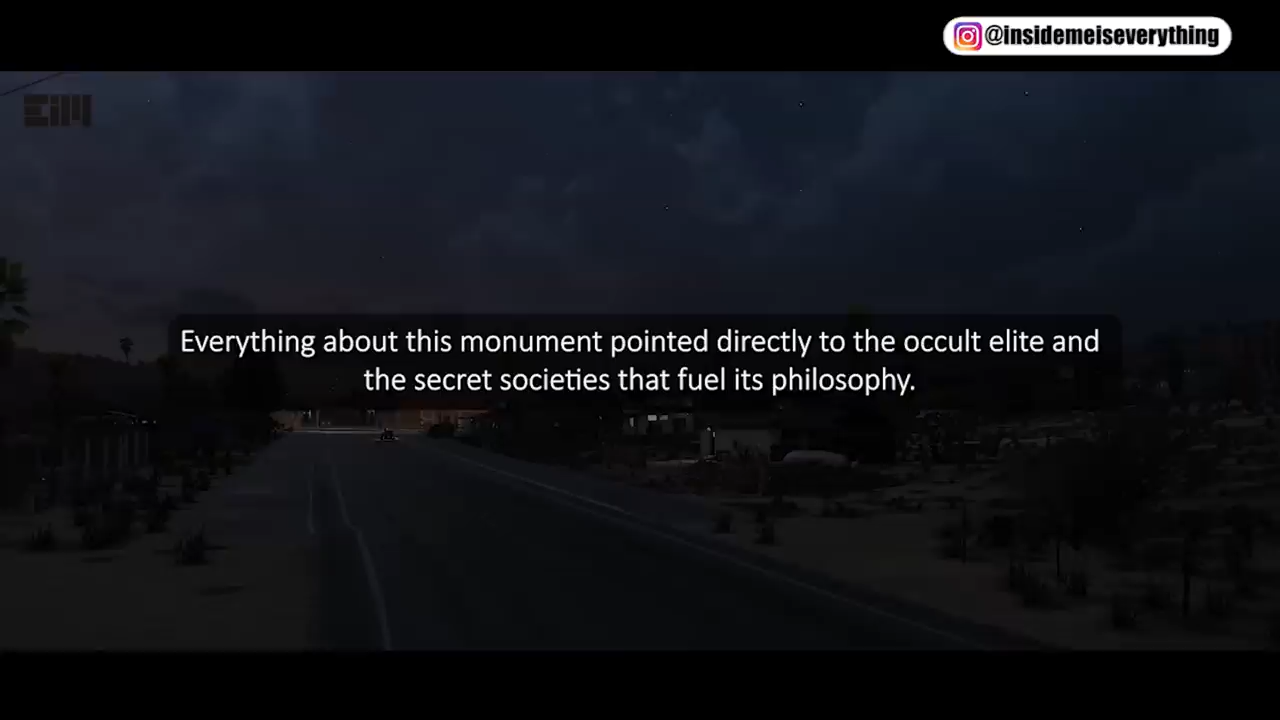 @insidemeiseverything
EiM
Everything about this monument pointed directly to the occult elite and
the secret societies that fuel its philosophy.